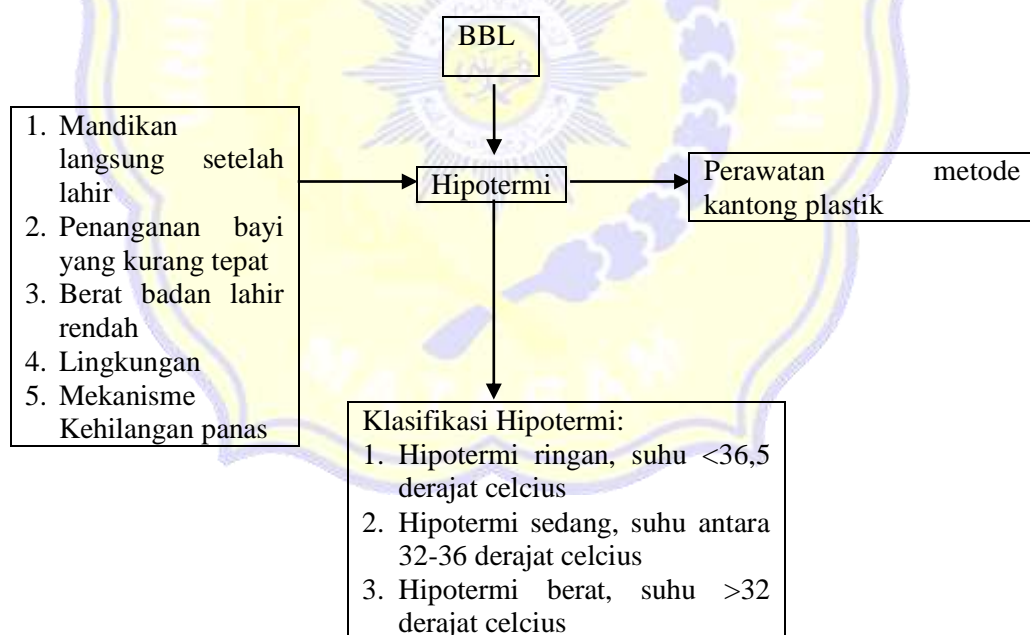 BBL
1. Mandikan
langsung setelah
lahir
2. Penanganan bayi
yang kurang tepat
3. Berat badan lahir
rendah
4. Lingkungan
5. Mekanisme
Kehilangan panas
Hipotermi
Perawatan metode
kantong plastik
Klasifikasi Hipotermi:
1. Hipotermi ringan, suhu <36,5
derajat celcius
2. Hipotermi sedang, suhu antara
32-36 derajat celcius
3. Hipotermi berat, suhu >32
derajat celcius